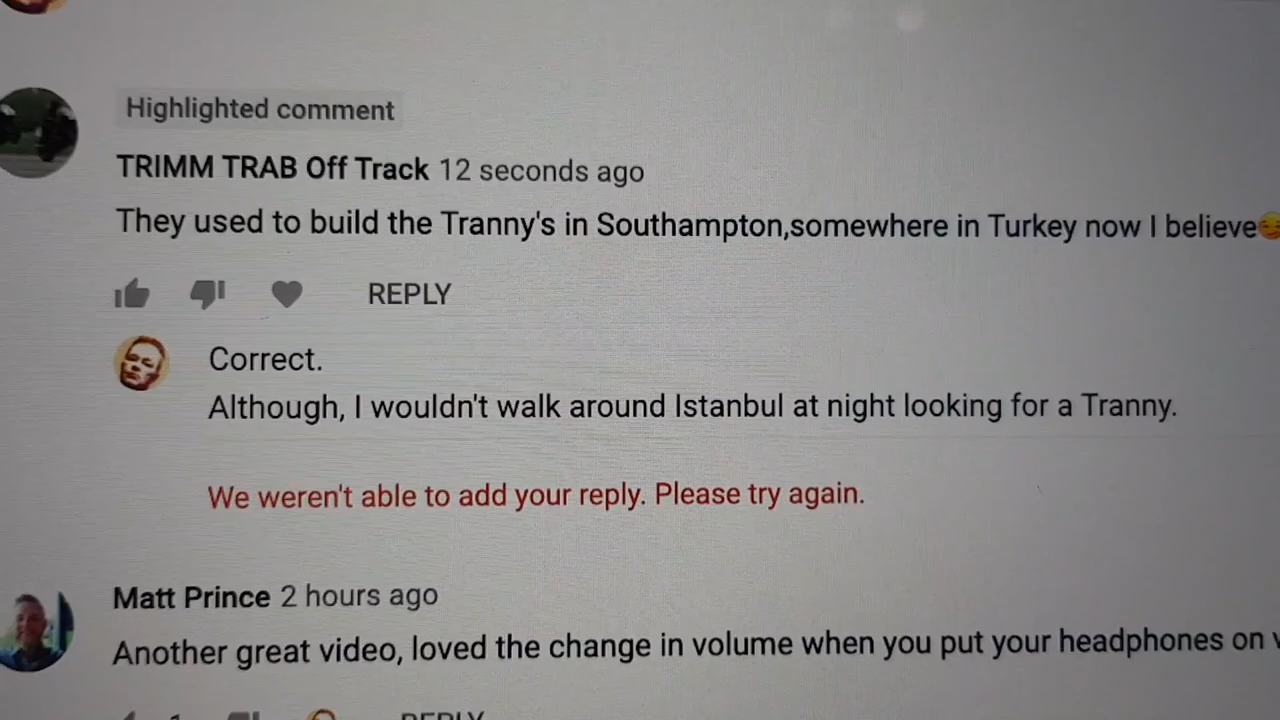 Highlighted comment
TRIMM TRAB Off Track 12 seconds ago
They used to build the Tranny's in Southampton,somewhere in Turkey now I believe
REPLY
Correct.
Although, I wouldn't walk around Istanbul at night looking for a Tranny.
We weren't able to add your reply. Please try again.
Matt Prince 2 hours ago
Another great video, loved the change in volume when you put your headphones on
REPLY